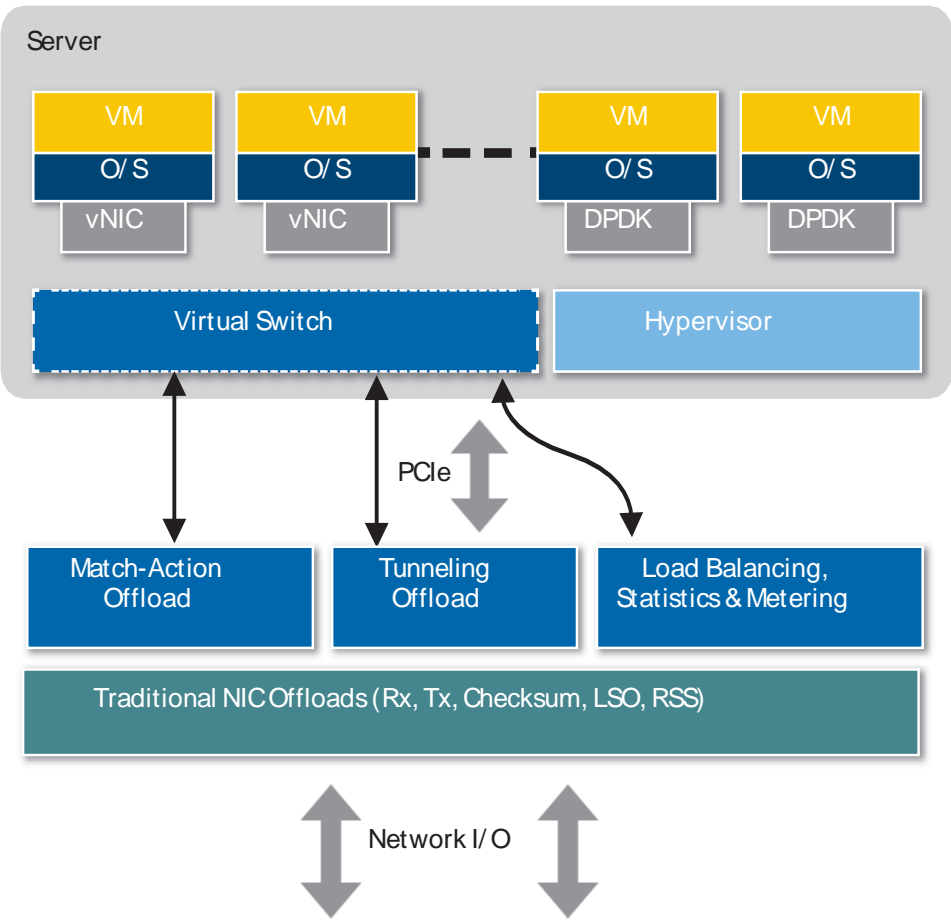 Server
VM
VM
VM
VM
O/S
O/S
O/S
O/S
vNIC
vNIC
DPDK
DPDK
Virtual Switch
Hypervisor
PCIe
Match-Action
Offload
Tunneling
Offload
Load Balancing,
Statistics & Metering
Traditional NIC Offloads (Rx, Tx, Checksum, LSO, RSS)
Network I/O